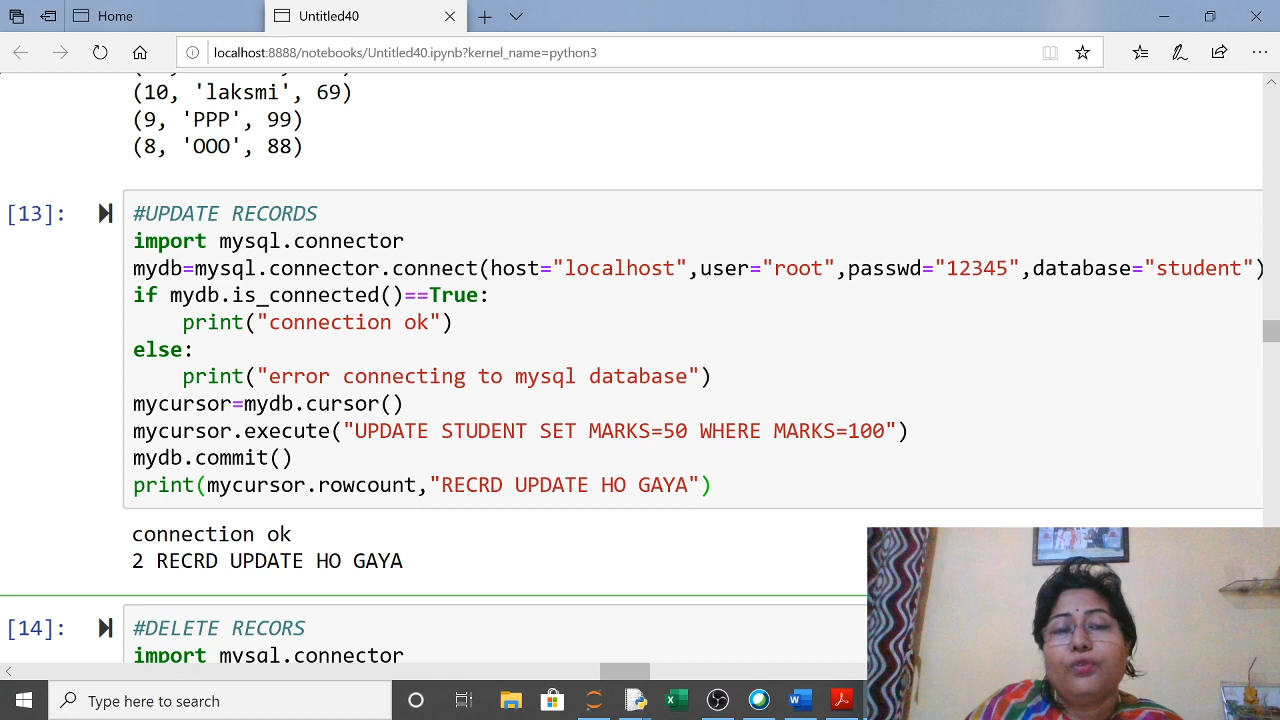 Home
Untitled40
localhost:8888/notebooks/Untitled40.ipynb?kernel_name=python3
(10, 'laksmi', 69)
(9, 'PPP', 99)
(8, 'OOO', 88)
[13]:
#UPDATE RECORDS
import mysql.connector
mydb=mysql.connector.connect(host="localhost",user="root",passwd="12345",database="student")
if mydb.is_connected()==True:
print("connection ok")
else:
print("error connecting to mysql database")
mycursor=mydb.cursor()
mycursor.execute("UPDATE STUDENT SET MARKS=50 WHERE MARKS=100")
mydb.commit()
print(mycursor.rowcount,"RECRD UPDATE HO GAYA")
connection ok
2 RECRD UPDATE HO GAYA
[14]:
#DELETE RECORS
import mysql.connector
Type here to search